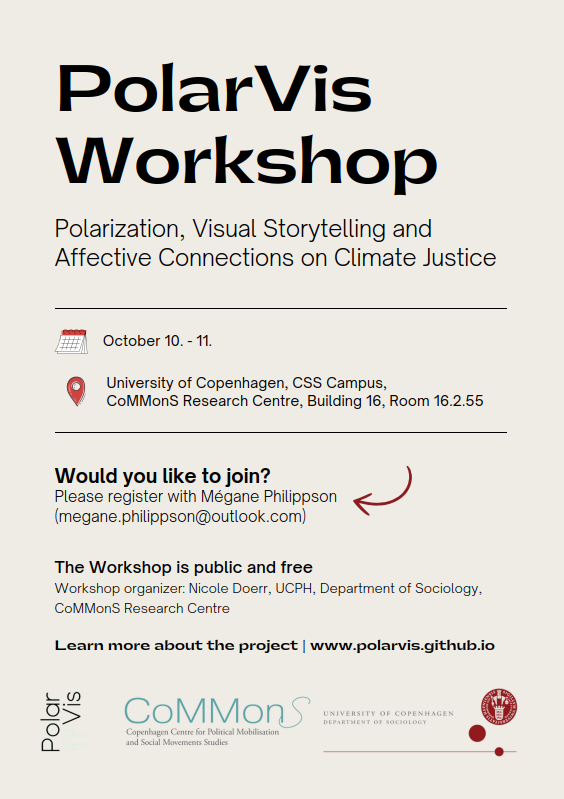 PolarVis
Workshop
Polarization, Visual Storytelling and
Affective Connections on Climate Justice
October 10. - 11.
University of Copenhagen, CSS Campus,
CoMMonS Research Centre, Building 16, Room 16.2.55
Would you like to join?
Please register with Mégane Philippson
(megane.philippson@outlook.com)
The Workshop is public and free
Workshop organizer: Nicole Doerr, UCPH, Department of Sociology,
CoMMonS Research Centre
Learn more about the project | www.polarvis.github.io
Polar
Vis
CoMMonS
Copenhagen Centre for Political Mobilisation
and Social Movements Studies
UNIVERSITY OF COPENHAGEN
DEPARTMENT OF SOCIOLOGY